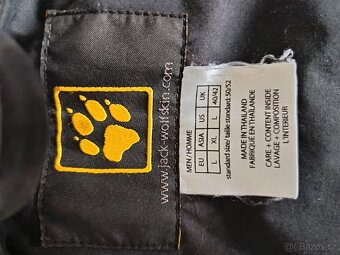 www.jack-wolfskin.com
MEN / HOMME
EU ASIA US UK
L XL L 40/42
standard size/ taille standard: 50/52
MADE IN THAILAND
FABRIQUÉ EN THAÏLANDE
CARE + CONTENT INSIDE
LAVAGE + COMPOSITION
L'INTERIEUR